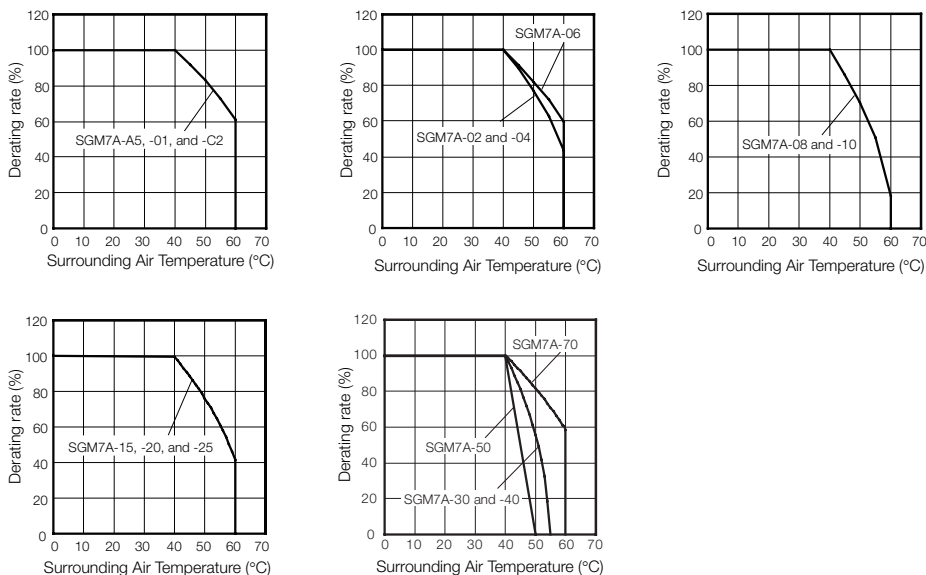 120
100
80
60
40
20
0
Derating rate (%)
SGM7A-A5, -01, and -C2
0 10 20 30 40 50 60 70
Surrounding Air Temperature (°C)
120
100
80
60
40
20
0
Derating rate (%)
SGM7A-06
SGM7A-02 and -04
0 10 20 30 40 50 60 70
Surrounding Air Temperature (°C)
120
100
80
60
40
20
0
Derating rate (%)
SGM7A-08 and -10
0 10 20 30 40 50 60 70
Surrounding Air Temperature (°C)
120
100
80
60
40
20
0
Derating rate (%)
SGM7A-15, -20, and -25
0 10 20 30 40 50 60 70
Surrounding Air Temperature (°C)
120
100
80
60
40
20
0
Derating rate (%)
SGM7A-70
SGM7A-50
SGM7A-30 and -40
0 10 20 30 40 50 60 70
Surrounding Air Temperature (°C)